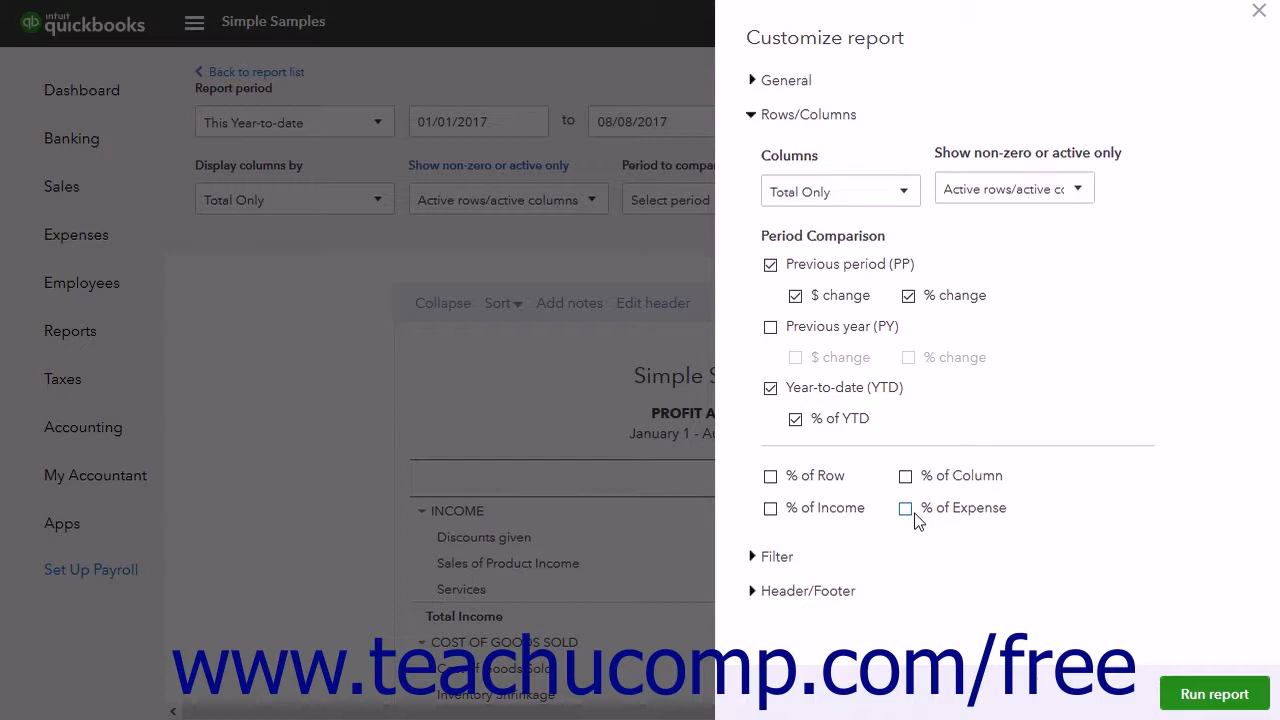 intuit
qb quickbooks
Simple Samples
Dashboard
Banking
Sales
Expenses
Employees
Reports
Taxes
Accounting
My Accountant
Apps
Set Up Payroll
Back to report list
Report period
This Year-to-date
01/01/2017 to 08/08/2017
Display columns by Show non-zero or active only Period to compa
Total Only Active rows/active columns Select period
Collapse Sort Add notes Edit header
Simple S
PROFIT A
January 1 - Au
INCOME
Discounts given
Sales of Product Income
Services
Total Income
COST OF GOODS SOLD
Cost of Goods Sold
Inventory Shrinkage
Customize report
General
Rows/Columns
Columns Show non-zero or active only
Total Only Active rows/active co
Period Comparison
Previous period (PP)
$ change % change
Previous year (PY)
$ change % change
Year-to-date (YTD)
% of YTD
% of Row % of Column
% of Income % of Expense
Filter
Header/Footer
Run report
www.teachucomp.com/free